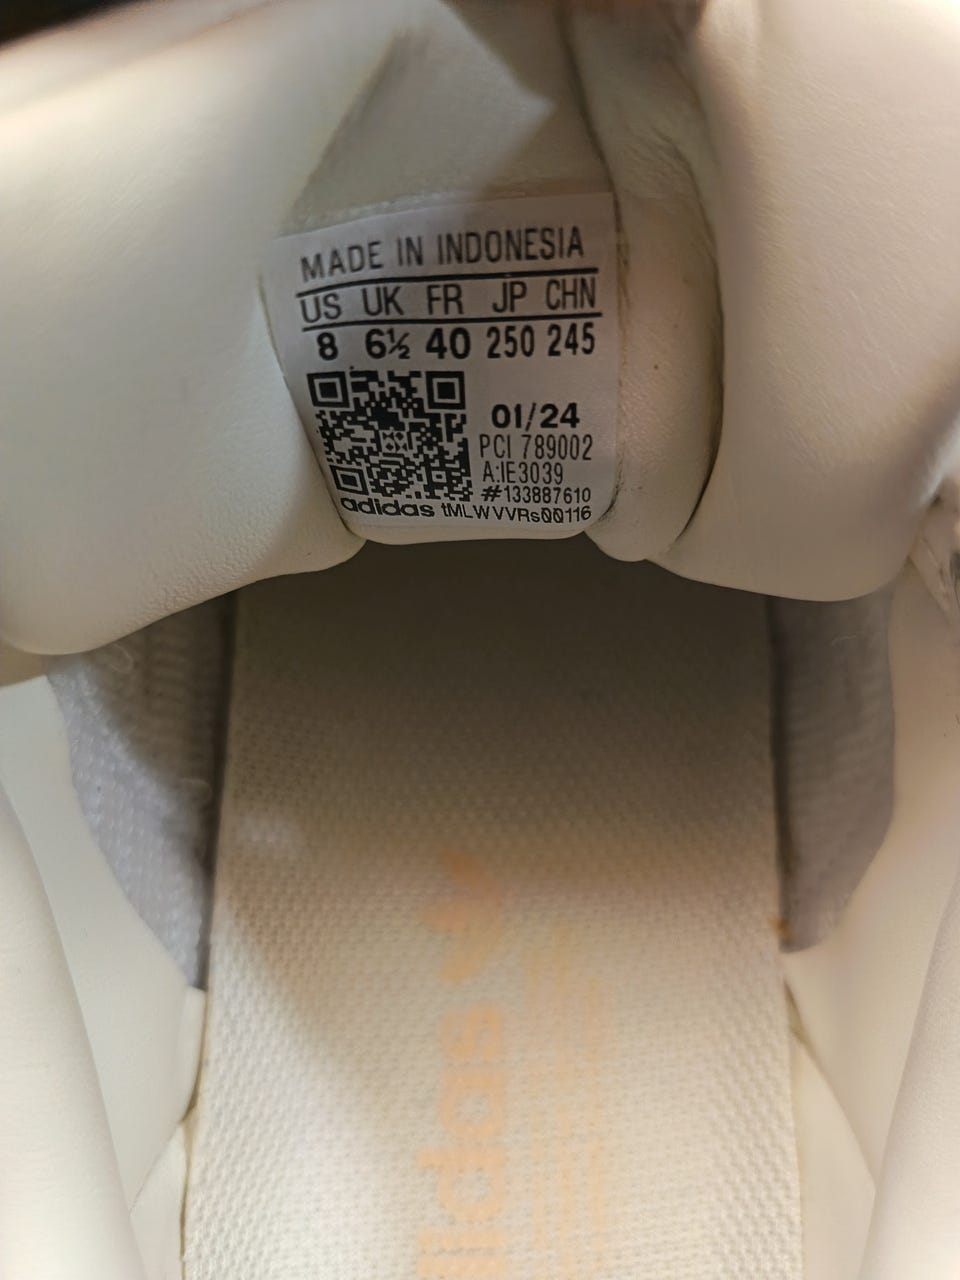 MADE IN INDONESIA
US UK FR JP CHN
8 6½ 40 250 245
01/24
PCI 789002
A:IE3039
#133887610
adidas tMLWVVRs00116
adidas